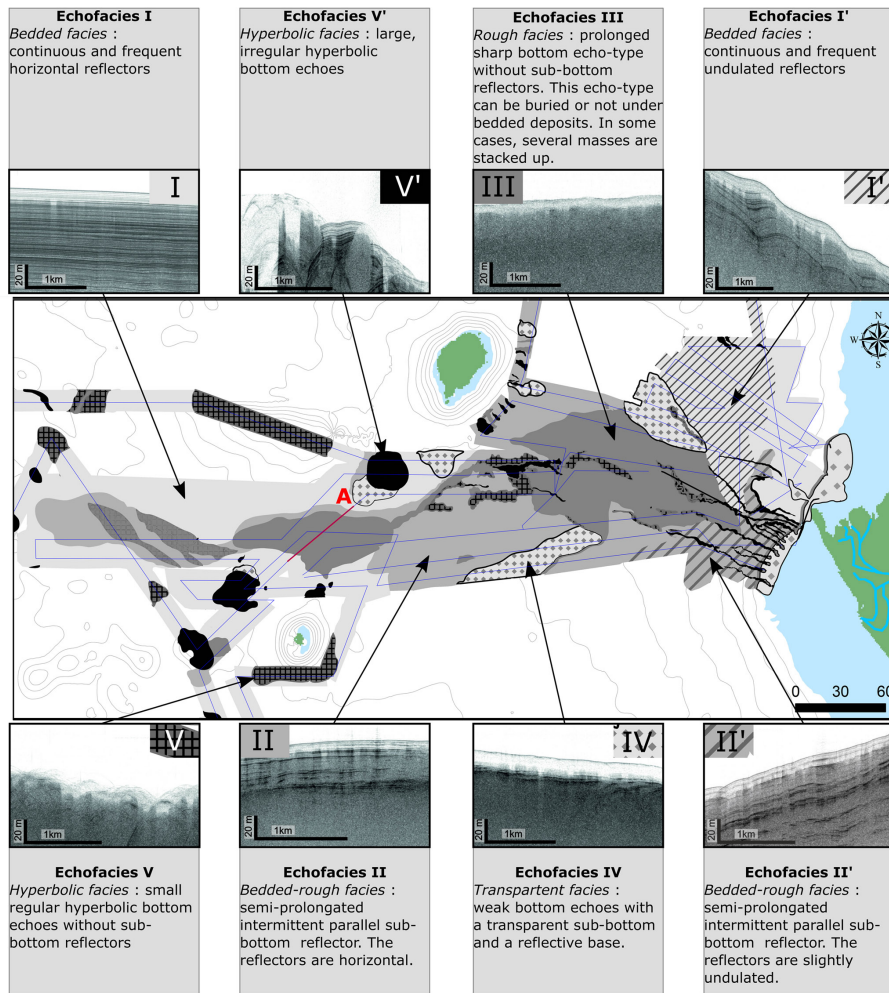 Echofacies I
Bedded facies :
continuous and frequent
horizontal reflectors
Echofacies V'
Hyperbolic facies : large,
irregular hyperbolic
bottom echoes
Echofacies III
Rough facies : prolonged
sharp bottom echo-type
without sub-bottom
reflectors. This echo-type
can be buried or not under
bedded deposits. In some
cases, several masses are
stacked up.
Echofacies I'
Bedded facies :
continuous and frequent
undulated reflectors
I
20 m
1km
V'
20 m
1km
III
20 m
1km
I'
20 m
1km
N
W
E
S
A
0 30 60
V
20 m
1km
II
20 m
1km
IV
20 m
1km
II'
20 m
1km
Echofacies V
Hyperbolic facies : small
regular hyperbolic bottom
echoes without sub-
bottom reflectors
Echofacies II
Bedded-rough facies :
semi-prolongated
intermittent parallel sub-
bottom reflector. The
reflectors are horizontal.
Echofacies IV
Transpartent facies :
weak bottom echoes with
a transparent sub-bottom
and a reflective base.
Echofacies II'
Bedded-rough facies :
semi-prolongated
intermittent parallel sub-
bottom reflector. The
reflectors are slightly
undulated.